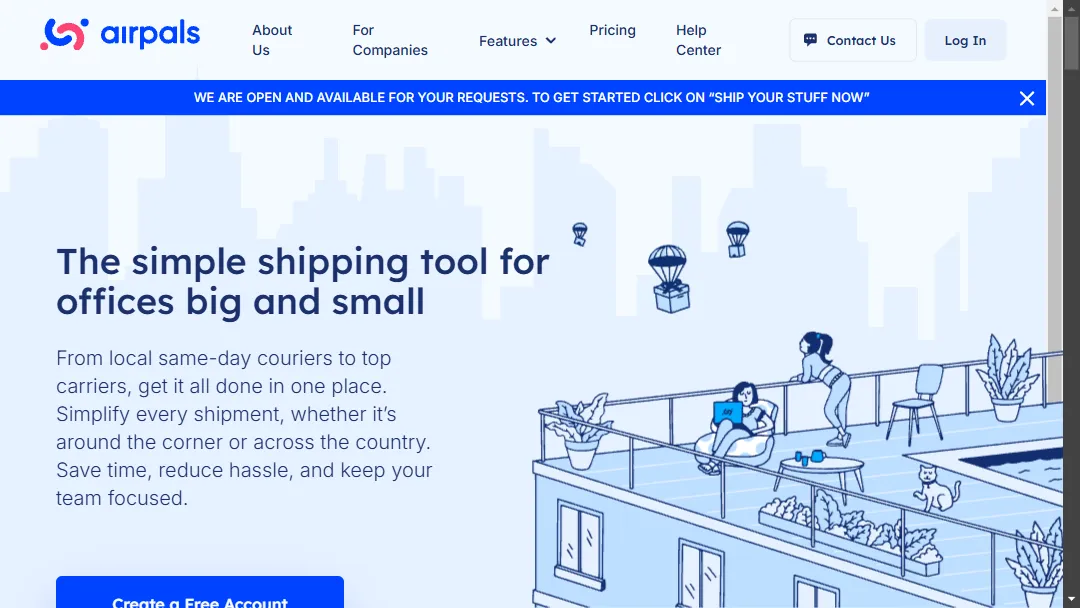 airpals
About
Us
For
Companies
Features
Pricing
Help
Center
Contact Us
Log In
WE ARE OPEN AND AVAILABLE FOR YOUR REQUESTS. TO GET STARTED CLICK ON “SHIP YOUR STUFF NOW”
The simple shipping tool for
offices big and small
From local same-day couriers to top
carriers, get it all done in one place.
Simplify every shipment, whether it’s
around the corner or across the country.
Save time, reduce hassle, and keep your
team focused.
Create a Free Account